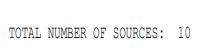 TOTAL NUMBER OF SOURCES: 10